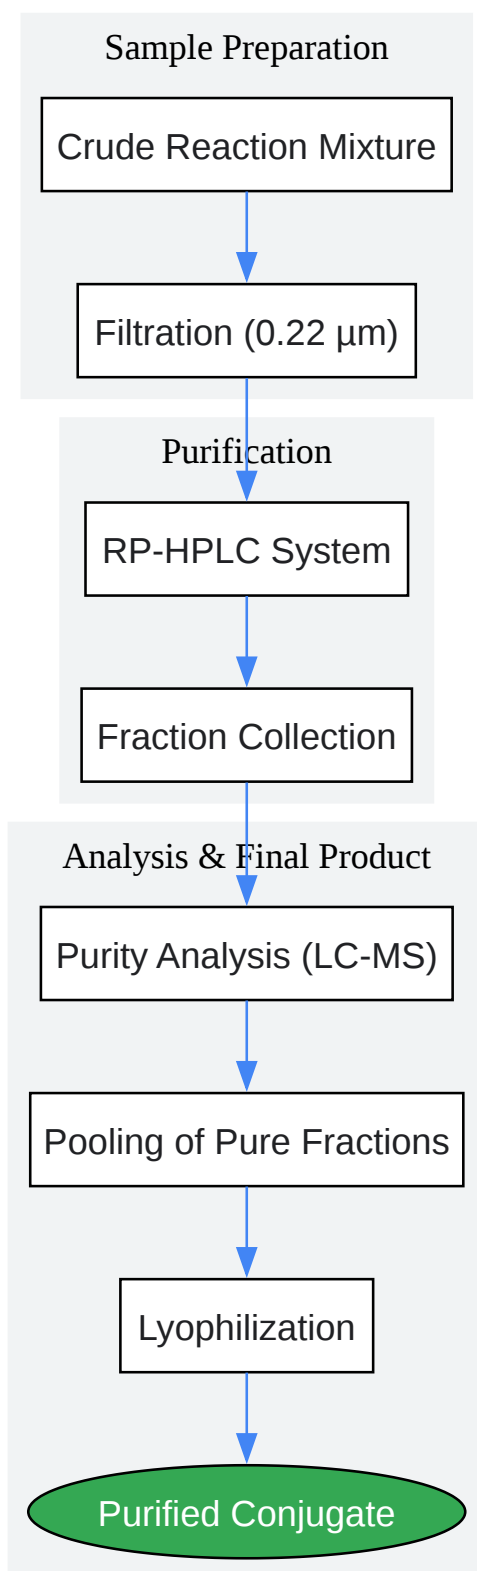 Sample Preparation
Crude Reaction Mixture
Filtration (0.22 µm)
Purification
RP-HPLC System
Fraction Collection
Analysis & Final Product
Purity Analysis (LC-MS)
Pooling of Pure Fractions
Lyophilization
Purified Conjugate